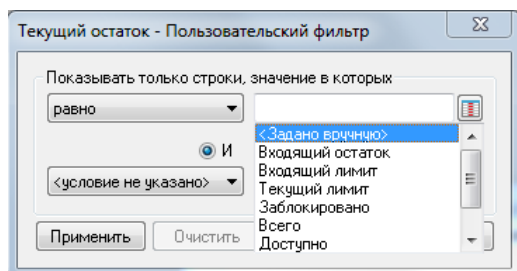 Текущий остаток - Пользовательский фильтр
Показывать только строки, значение в которых
равно
<Задано вручную>
И
Входящий остаток
Входящий лимит
<условие не указано>
Текущий лимит
Заблокировано
Всего
Применить
Очистить
Доступно